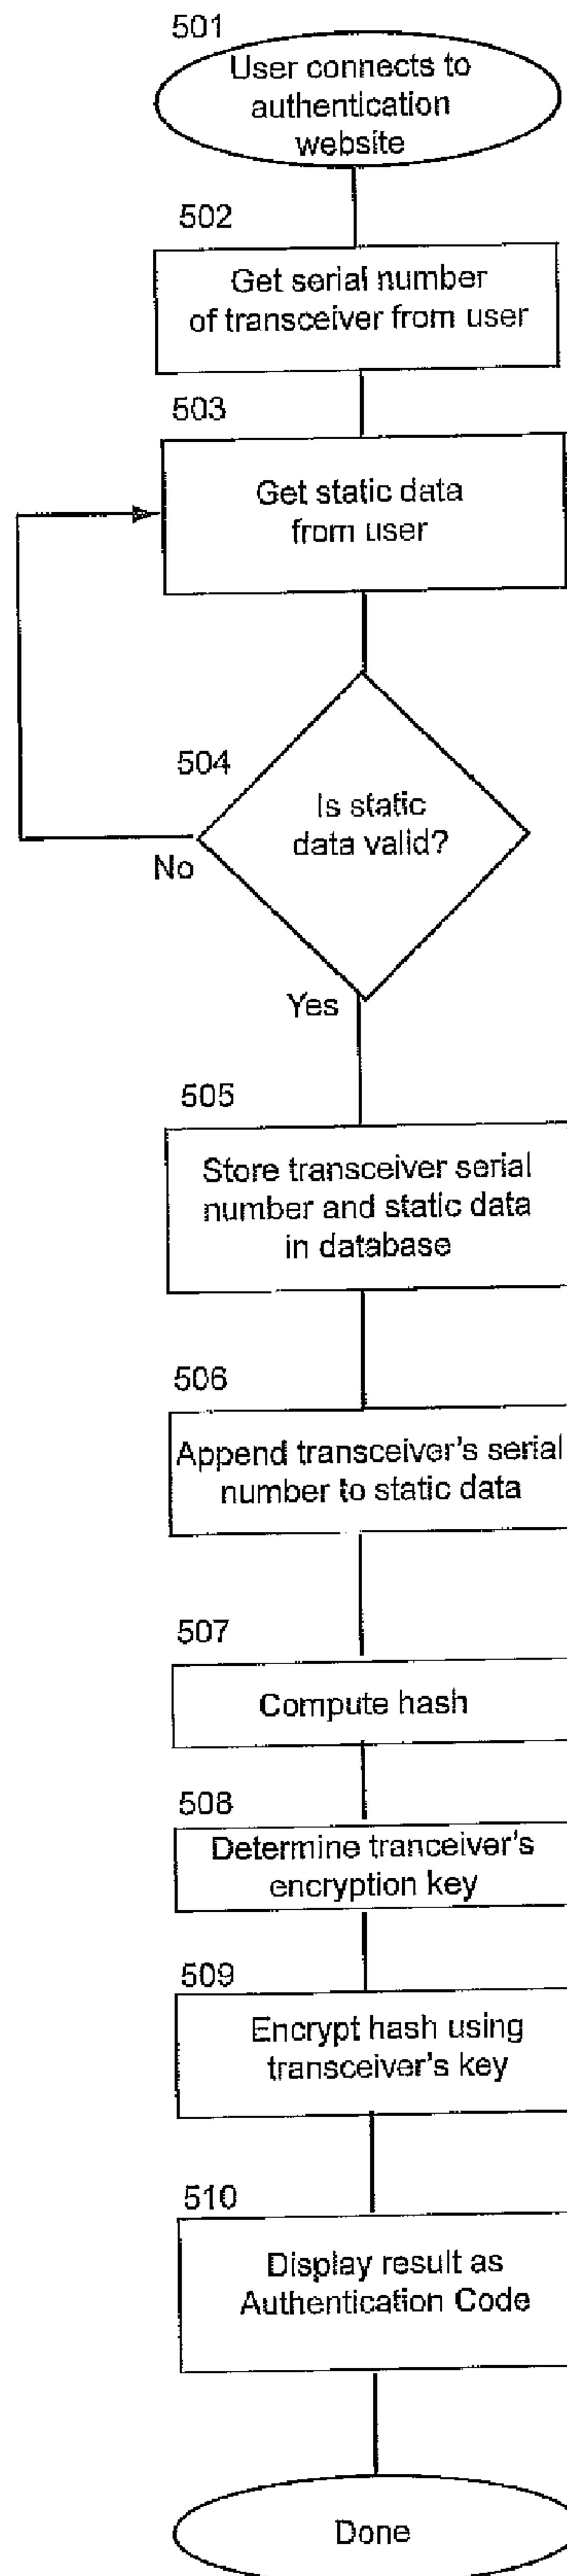 501
User connects to
authentication
website
502
Get serial number
of transceiver from user
503
Get static data
from user
504
Is static
data valid?
No
Yes
505
Store transceiver serial
number and static data
in database
506
Append transceiver's serial
number to static data
507
Compute hash
508
Determine tranceiver's
encryption key
509
Encrypt hash using
transceiver's key
510
Display result as
Authentication Code
Done